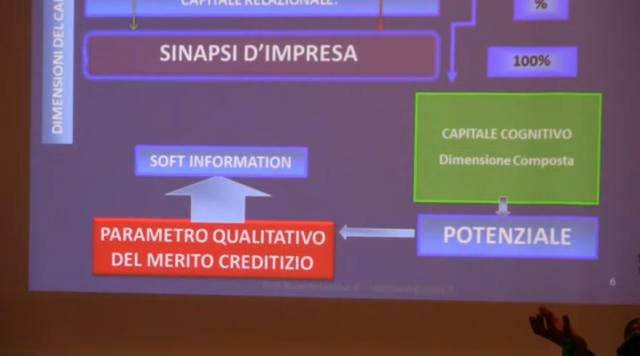 CAPITALE RELAZIONALE.
%
SINAPSI D'IMPRESA
100%
DIMENSIONI DEL
CAPITALE COGNITIVO
Dimensione Composta
SOFT INFORMATION
PARAMETRO QUALITATIVO
DEL MERITO CREDITIZIO
POTENZIALE
6